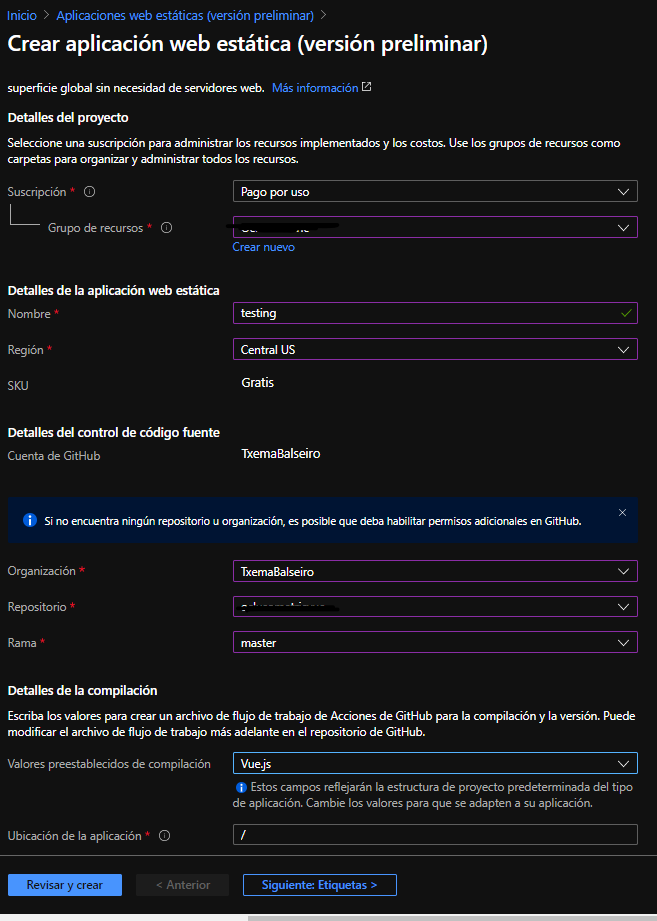 Inicio > Aplicaciones web estáticas (versión preliminar) >
Crear aplicación web estática (versión preliminar)
superficie global sin necesidad de servidores web. Más información
Detalles del proyecto
Seleccione una suscripción para administrar los recursos implementados y los costos. Use los grupos de recursos como
carpetas para organizar y administrar todos los recursos.
Suscripción * Pago por uso
Grupo de recursos *
Crear nuevo
Detalles de la aplicación web estática
Nombre * testing
Región * Central US
SKU Gratis
Detalles del control de código fuente
Cuenta de GitHub TxemaBalseiro
Si no encuentra ningún repositorio u organización, es posible que deba habilitar permisos adicionales en GitHub.
Organización * TxemaBalseiro
Repositorio *
Rama * master
Detalles de la compilación
Escriba los valores para crear un archivo de flujo de trabajo de Acciones de GitHub para la compilación y la versión. Puede
modificar el archivo de flujo de trabajo más adelante en el repositorio de GitHub.
Valores preestablecidos de compilación Vue.js
Estos campos reflejarán la estructura de proyecto predeterminada del tipo
de aplicación. Cambie los valores para que se adapten a su aplicación.
Ubicación de la aplicación * /
Revisar y crear < Anterior Siguiente: Etiquetas >